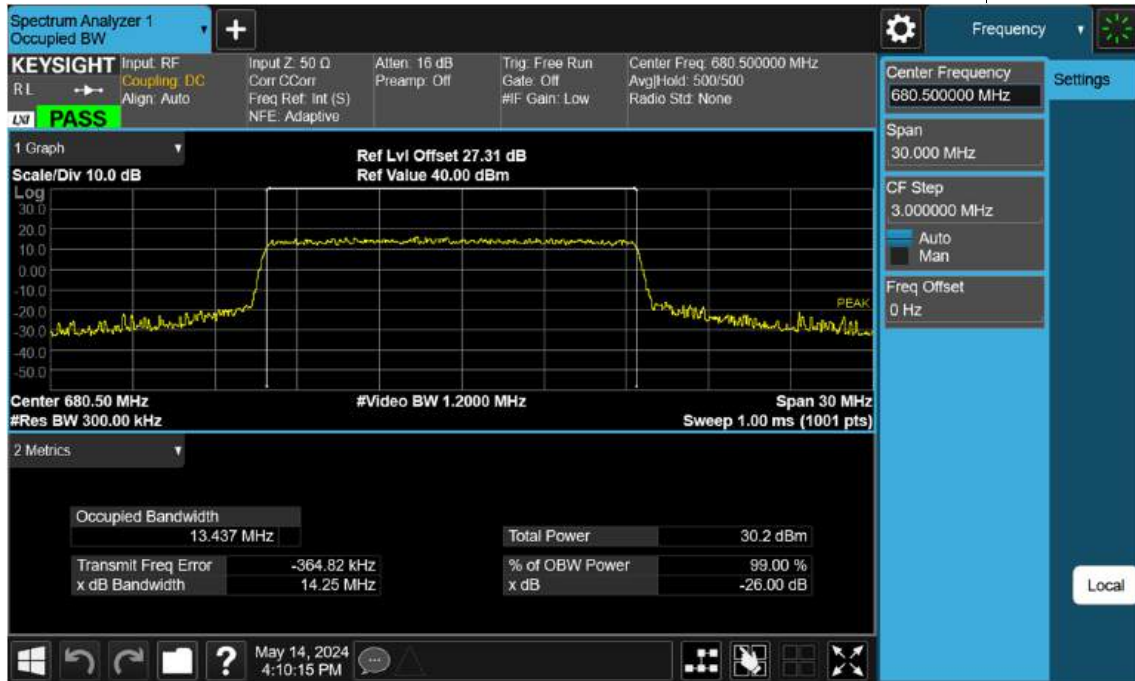 Spectrum Analyzer 1
Occupied BW
Frequency
KEYSIGHT
RL
LXI
PASS
Input: RF
Coupling: DC
Align: Auto
Input Z: 50 Ω
Corr CCorr
Freq Ref: Int (S)
NFE: Adaptive
Atten: 16 dB
Preamp: Off
Trig: Free Run
Gate: Off
#IF Gain: Low
Center Freq: 680.500000 MHz
Avg|Hold: 500/500
Radio Std: None
Center Frequency
680.500000 MHz
Settings
Span
30.000 MHz
CF Step
3.000000 MHz
Auto
Man
Freq Offset
0 Hz
Local
1 Graph
Scale/Div 10.0 dB
Ref Lvl Offset 27.31 dB
Ref Value 40.00 dBm
Log
30.0
20.0
10.0
0.00
-10.0
-20.0
-30.0
-40.0
-50.0
PEAK
Center 680.50 MHz
#Video BW 1.2000 MHz
Span 30 MHz
#Res BW 300.00 kHz
Sweep 1.00 ms (1001 pts)
2 Metrics
Occupied Bandwidth
13.437 MHz
Total Power 30.2 dBm
Transmit Freq Error -364.82 kHz
% of OBW Power 99.00 %
x dB Bandwidth 14.25 MHz
x dB -26.00 dB
May 14, 2024
4:10:15 PM